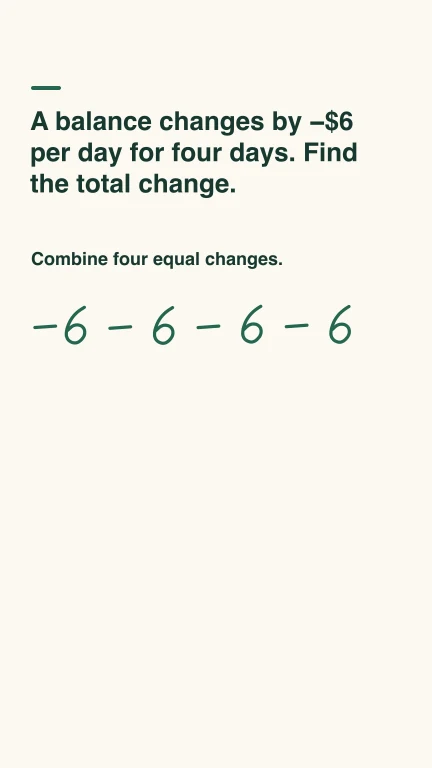 A balance changes by –$6
per day for four days. Find
the total change.
Combine four equal changes.
– 6 – 6 – 6 – 6